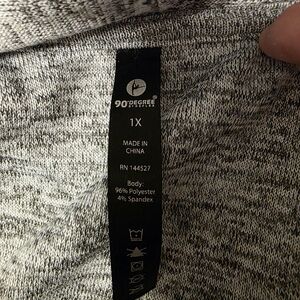 90°DEGREE
1X
MADE IN
CHINA
RN 144527
Body:
96% Polyester
4% Spandex